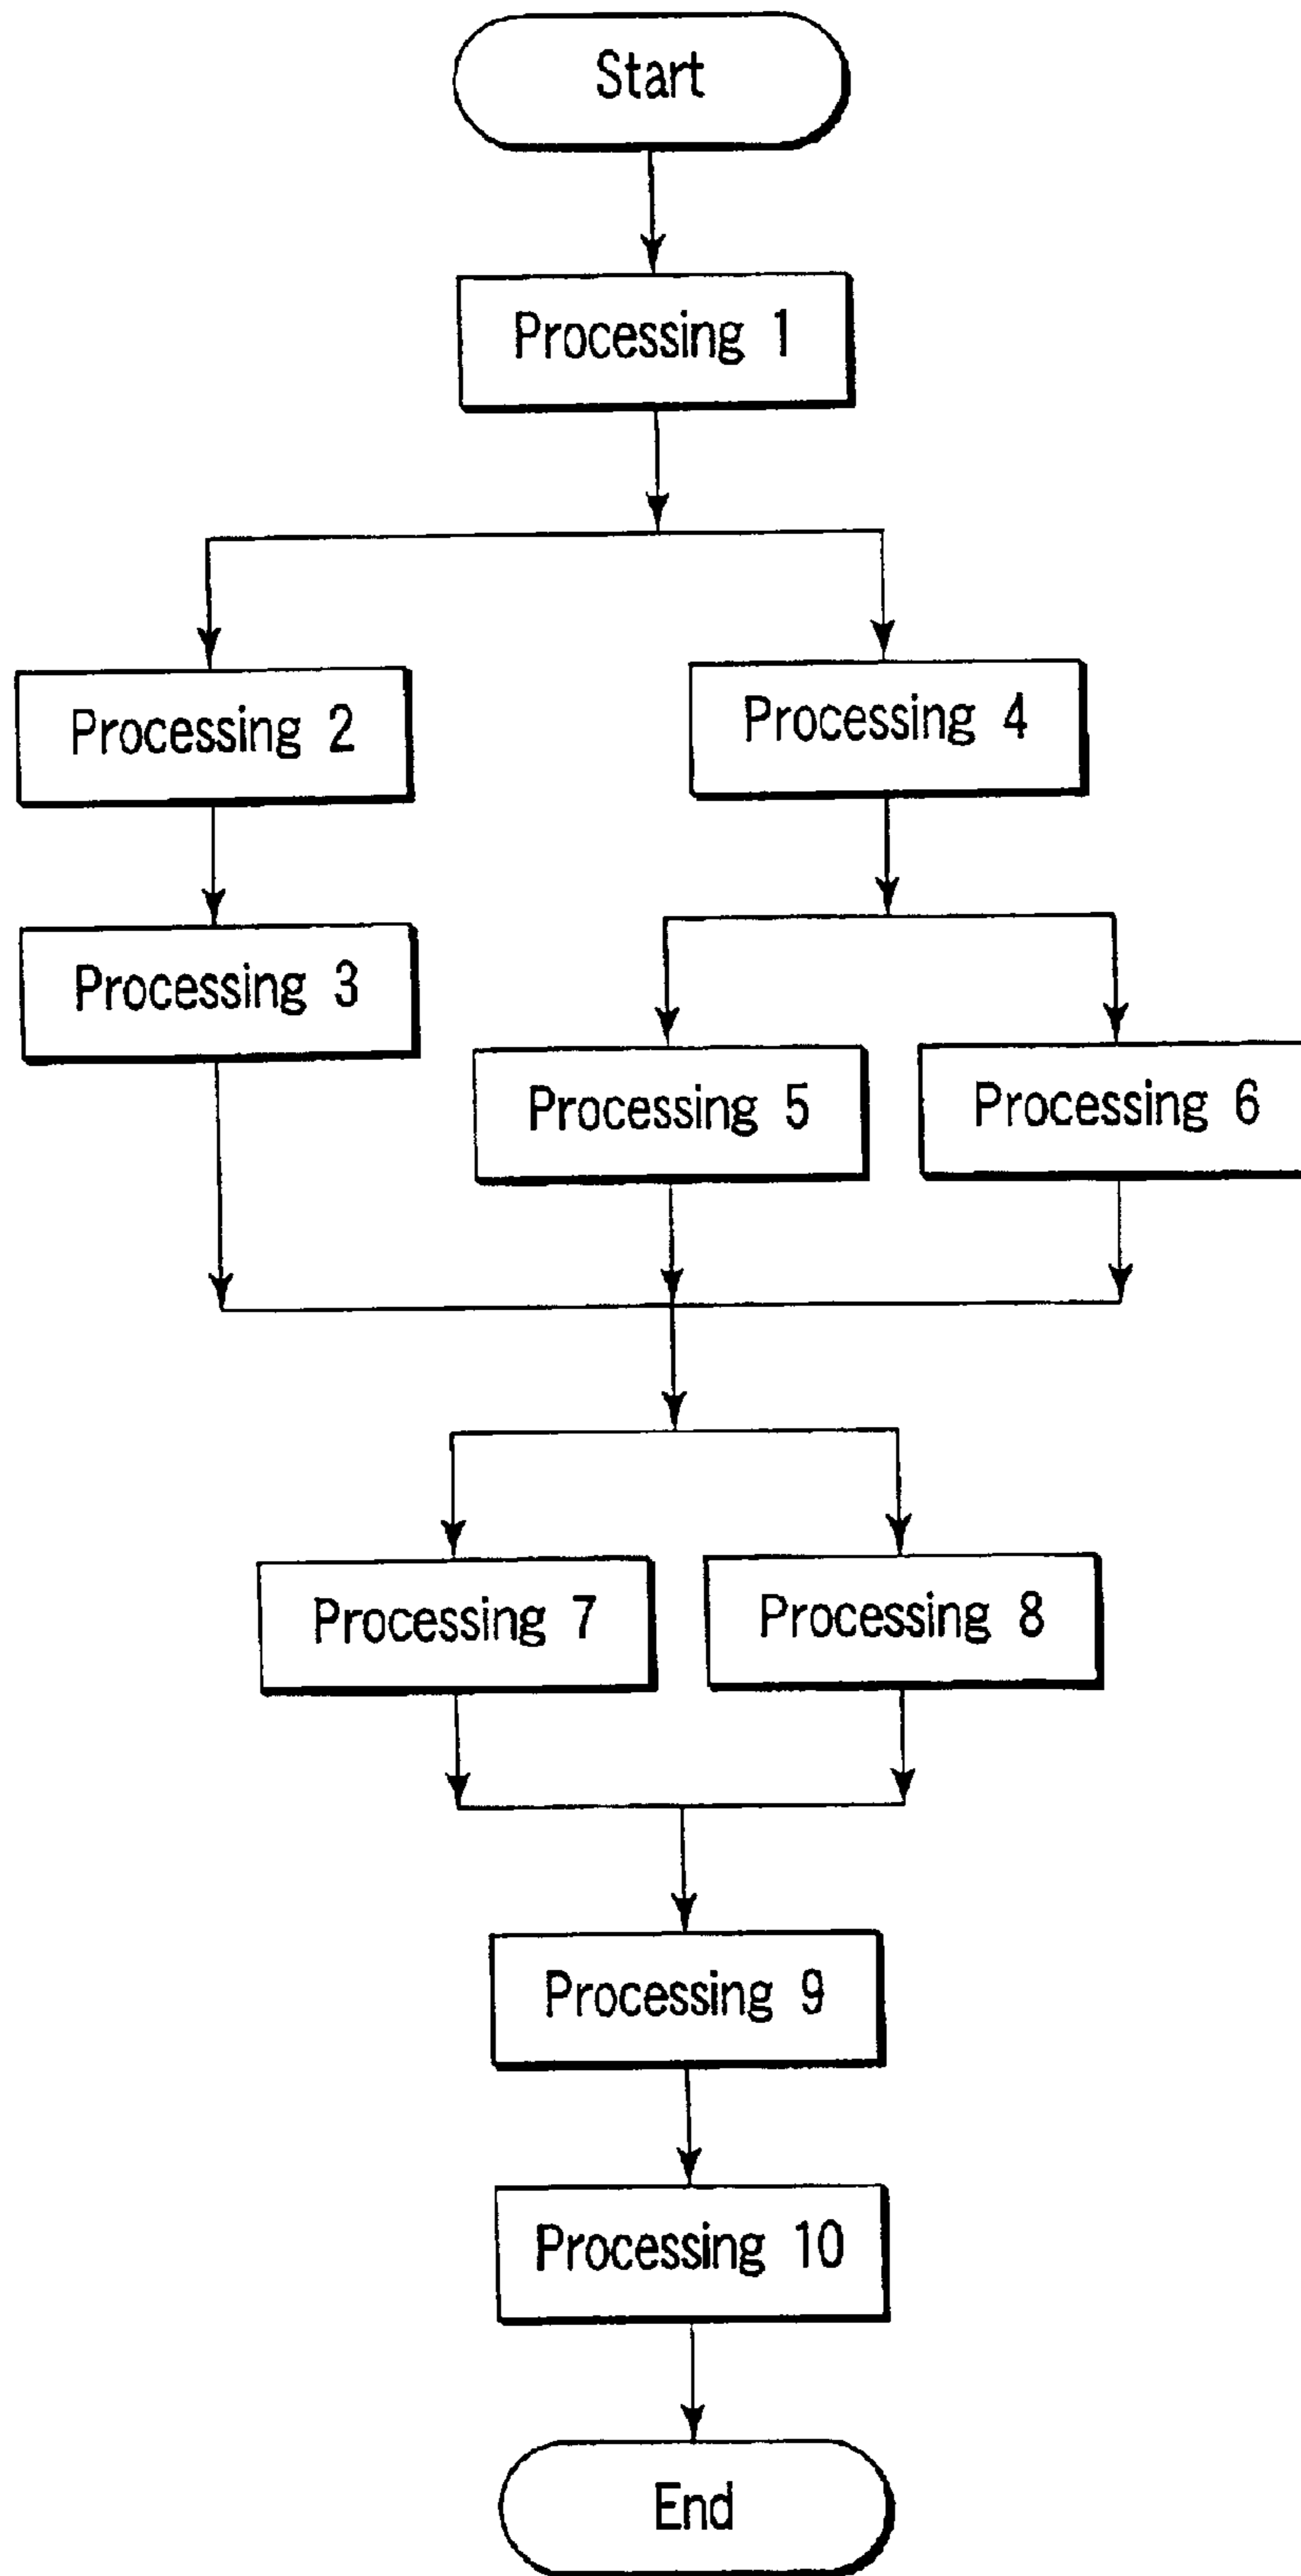 Start
Processing 1
Processing 2
Processing 4
Processing 3
Processing 5
Processing 6
Processing 7
Processing 8
Processing 9
Processing 10
End